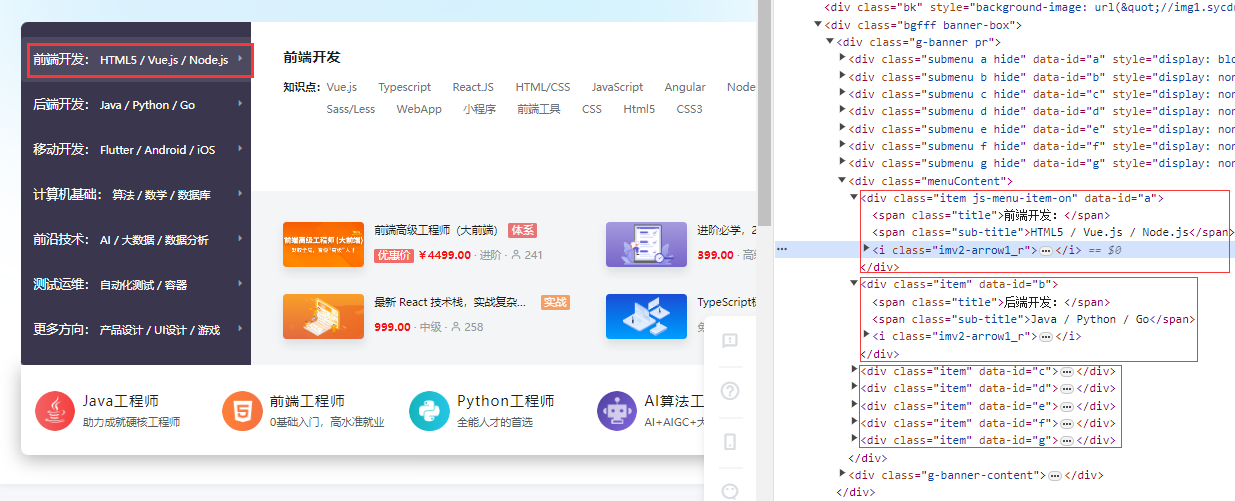 前端开发： HTML5 / Vue.js / Node.js
后端开发： Java / Python / Go
移动开发： Flutter / Android / iOS
计算机基础： 算法 / 数学 / 数据库
前沿技术： AI / 大数据 / 数据分析
测试运维： 自动化测试 / 容器
更多方向： 产品设计 / UI设计 / 游戏
前端开发
知识点： Vue.js Typescript React.JS HTML/CSS JavaScript Angular Node
Sass/Less WebApp 小程序 前端工具 CSS Html5 CSS3
前端高级工程师 (大前端)
前端高级工程师（大前端） 体系
优惠价 ￥4499.00 · 进阶 · 241
进阶必学，2
399.00 · 高
最新 React 技术栈，实战复杂... 实战
999.00 · 中级 · 258
TypeScript
Java工程师
助力成就硬核工程师
前端工程师
0基础入门，高水准就业
Python工程师
全能人才的首选
AI算法工
AI+AIGC+大
<div class="bk" style="background-image: url(&quot;//img1.sycd
<div class="bgfff banner-box">
<div class="g-banner pr">
<div class="submenu a hide" data-id="a" style="display: blo
<div class="submenu b hide" data-id="b" style="display: non
<div class="submenu c hide" data-id="c" style="display: non
<div class="submenu d hide" data-id="d" style="display: non
<div class="submenu e hide" data-id="e" style="display: non
<div class="submenu f hide" data-id="f" style="display: non
<div class="submenu g hide" data-id="g" style="display: non
<div class="menuContent">
<div class="item js-menu-item-on" data-id="a">
<span class="title">前端开发：</span>
<span class="sub-title">HTML5 / Vue.js / Node.js</span>
<i class="imv2-arrow1_r">…</i> == $0
</div>
<div class="item" data-id="b">
<span class="title">后端开发：</span>
<span class="sub-title">Java / Python / Go</span>
<i class="imv2-arrow1_r">…</i>
</div>
<div class="item" data-id="c">…</div>
<div class="item" data-id="d">…</div>
<div class="item" data-id="e">…</div>
<div class="item" data-id="f">…</div>
<div class="item" data-id="g">…</div>
</div>
<div class="g-banner-content">…</div>
</div>